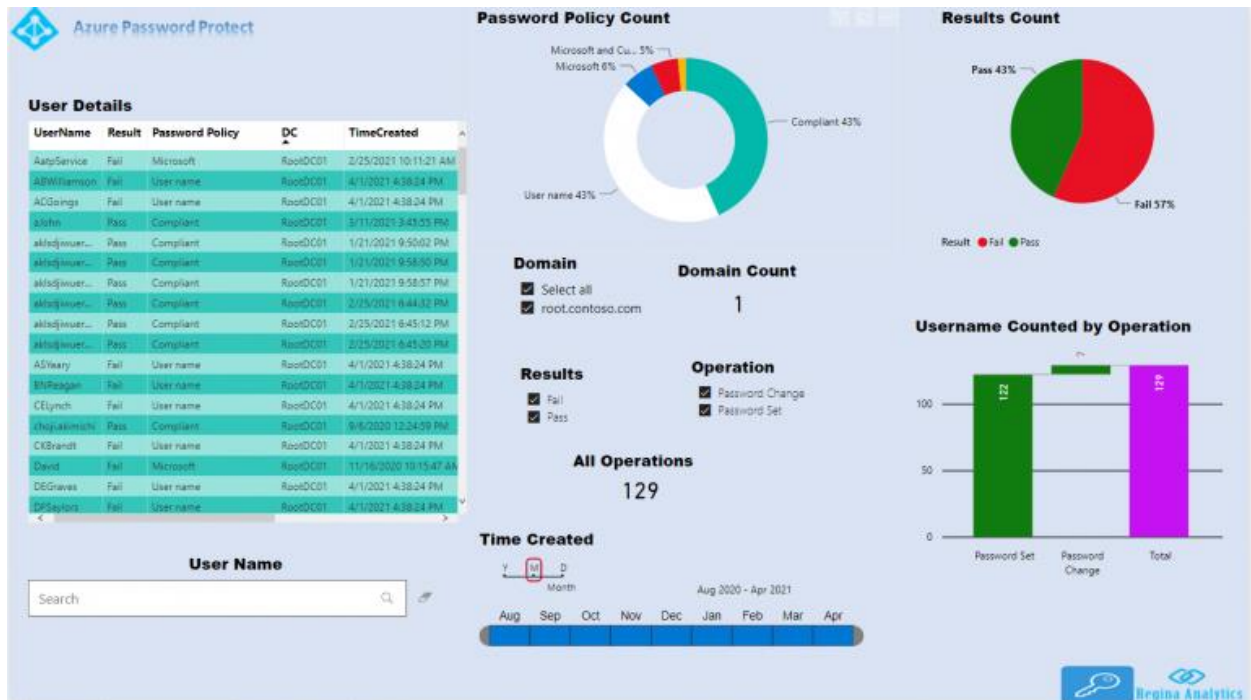 Azure Password Protect
User Details
UserName Result Password Policy DC TimeCreated
AatpService Fail Microsoft RootDC01 2/25/2021 10:11:21 AM
ABWilliamson Fail User name RootDC01 4/1/2021 4:38:24 PM
ACGoings Fail User name RootDC01 4/1/2021 4:38:24 PM
Pass Compliant RootDC01 3/11/2021 3:45:55 PM
Pass Compliant RootDC01 1/21/2021 9:50:02 PM
Pass Compliant RootDC01 1/21/2021 9:58:50 PM
Pass Compliant RootDC01 1/21/2021 9:58:57 PM
Pass Compliant RootDC01 2/25/2021 6:44:32 PM
Pass Compliant RootDC01 2/25/2021 6:45:12 PM
Pass Compliant RootDC01 2/25/2021 6:45:20 PM
ASYeary Fail User name RootDC01 4/1/2021 4:38:24 PM
BNReagan Fail User name RootDC01 4/1/2021 4:38:24 PM
CELynch Fail User name RootDC01 4/1/2021 4:38:24 PM
Pass Compliant RootDC01 9/6/2020 12:24:59 PM
CKBrandt Fail User name RootDC01 4/1/2021 4:38:24 PM
David Fail Microsoft RootDC01 11/16/2020 10:15:47 AM
DEGraves Fail User name RootDC01 4/1/2021 4:38:24 PM
DFSaylors Fail User name RootDC01 4/1/2021 4:38:24 PM
User Name
Search
Password Policy Count
Microsoft and Cu... 5%
Microsoft 6%
Compliant 43%
User name 43%
Domain
Select all
root.contoso.com
Domain Count
1
Results
Fail
Pass
Operation
Password Change
Password Set
All Operations
129
Time Created
Y M D
Month
Aug 2020 - Apr 2021
Aug Sep Oct Nov Dec Jan Feb Mar Apr
Results Count
Pass 43%
Fail 57%
Result Fail Pass
Username Counted by Operation
100
50
0
122
7
129
Password Set
Password Change
Total
Regina Analytics